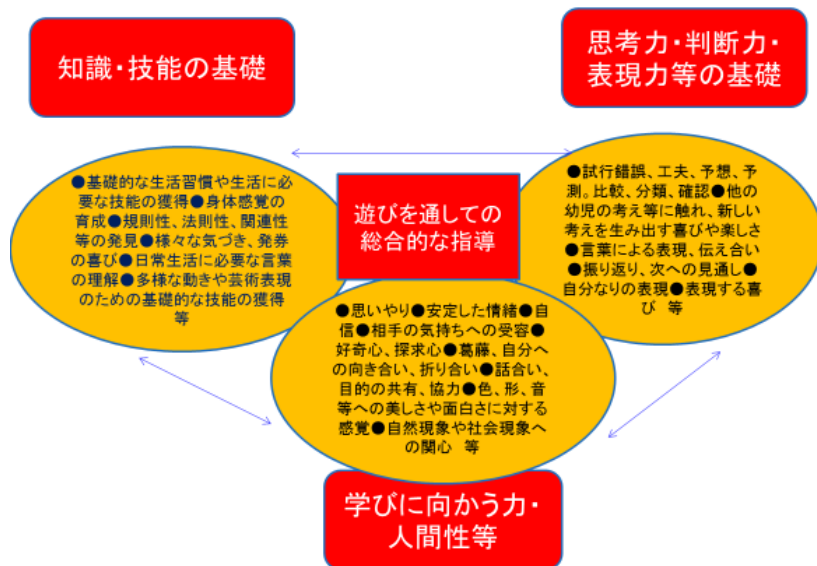 知識・技能の基礎
思考力・判断力・
表現力等の基礎
●基礎的な生活習慣や生活に必
要な技能の獲得●身体感覚の
育成●規則性、法則性、関連性
等の発見●様々な気づき、発券
の喜び●日常生活に必要な言葉
の理解●多様な動きや芸術表現
のための基礎的な技能の獲得
等
遊びを通しての
総合的な指導
●試行錯誤、工夫、予想、予
測。比較、分類、確認●他の
幼児の考え等に触れ、新しい
考えを生み出す喜びや楽しさ
●言葉による表現、伝え合い
●振り返り、次への見通し●
自分なりの表現●表現する喜
び 等
●思いやり●安定した情緒●自
信●相手の気持ちへの受容●
好奇心、探求心●葛藤、自分へ
の向き合い、折り合い●話合い、
目的の共有、協力●色、形、音
等への美しさや面白さに対する
感覚●自然現象や社会現象へ
の関心 等
学びに向かう力・
人間性等